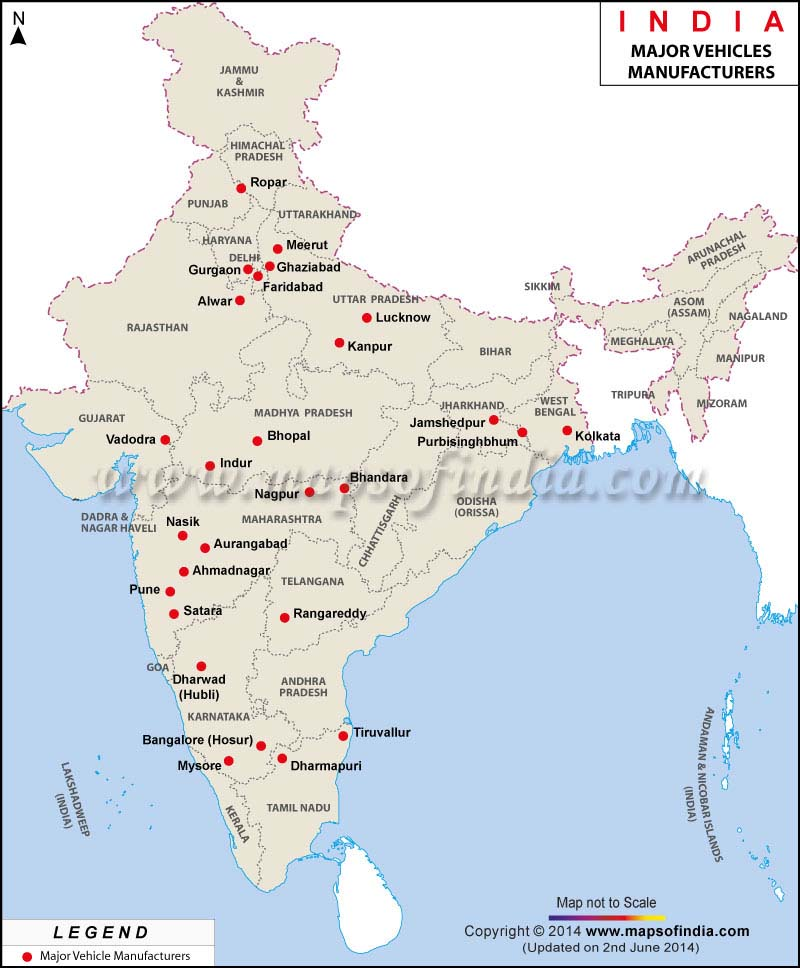 N
INDIA
MAJOR VEHICLES
MANUFACTURERS
JAMMU
&
KASHMIR
HIMACHAL
PRADESH
Ropar
PUNJAB
UTTARAKHAND
HARYANA
Meerut
DELHI
Gurgaon
Ghaziabad
Faridabad
Alwar
UTTAR PRADESH
RAJASTHAN
Lucknow
Kanpur
BIHAR
SIKKIM
ARUNACHAL
PRADESH
ASOM
(ASSAM)
NAGALAND
MEGHALAYA
MANIPUR
TRIPURA
MIZORAM
GUJARAT
MADHYA PRADESH
JHARKHAND
WEST
BENGAL
Jamshedpur
Vadodra
Bhopal
Purbisinghbhum
Kolkata
Indur
www.mapsofindia.com
Bhandara
Nagpur
ODISHA
(ORISSA)
DADRA &
NAGAR HAVELI
Nasik
MAHARASHTRA
CHHATTISGARH
Aurangabad
Ahmadnagar
TELANGANA
Pune
Satara
Rangareddy
GOA
Dharwad
(Hubli)
ANDHRA
PRADESH
KARNATAKA
Tiruvallur
Bangalore (Hosur)
Mysore
Dharmapuri
LAKSHADWEEP
(INDIA)
KERALA
TAMIL NADU
ANDAMAN & NICOBAR ISLANDS
(INDIA)
Map not to Scale
Copyright © 2014 www.mapsofindia.com
(Updated on 2nd June 2014)
LEGEND
Major Vehicle Manufacturers